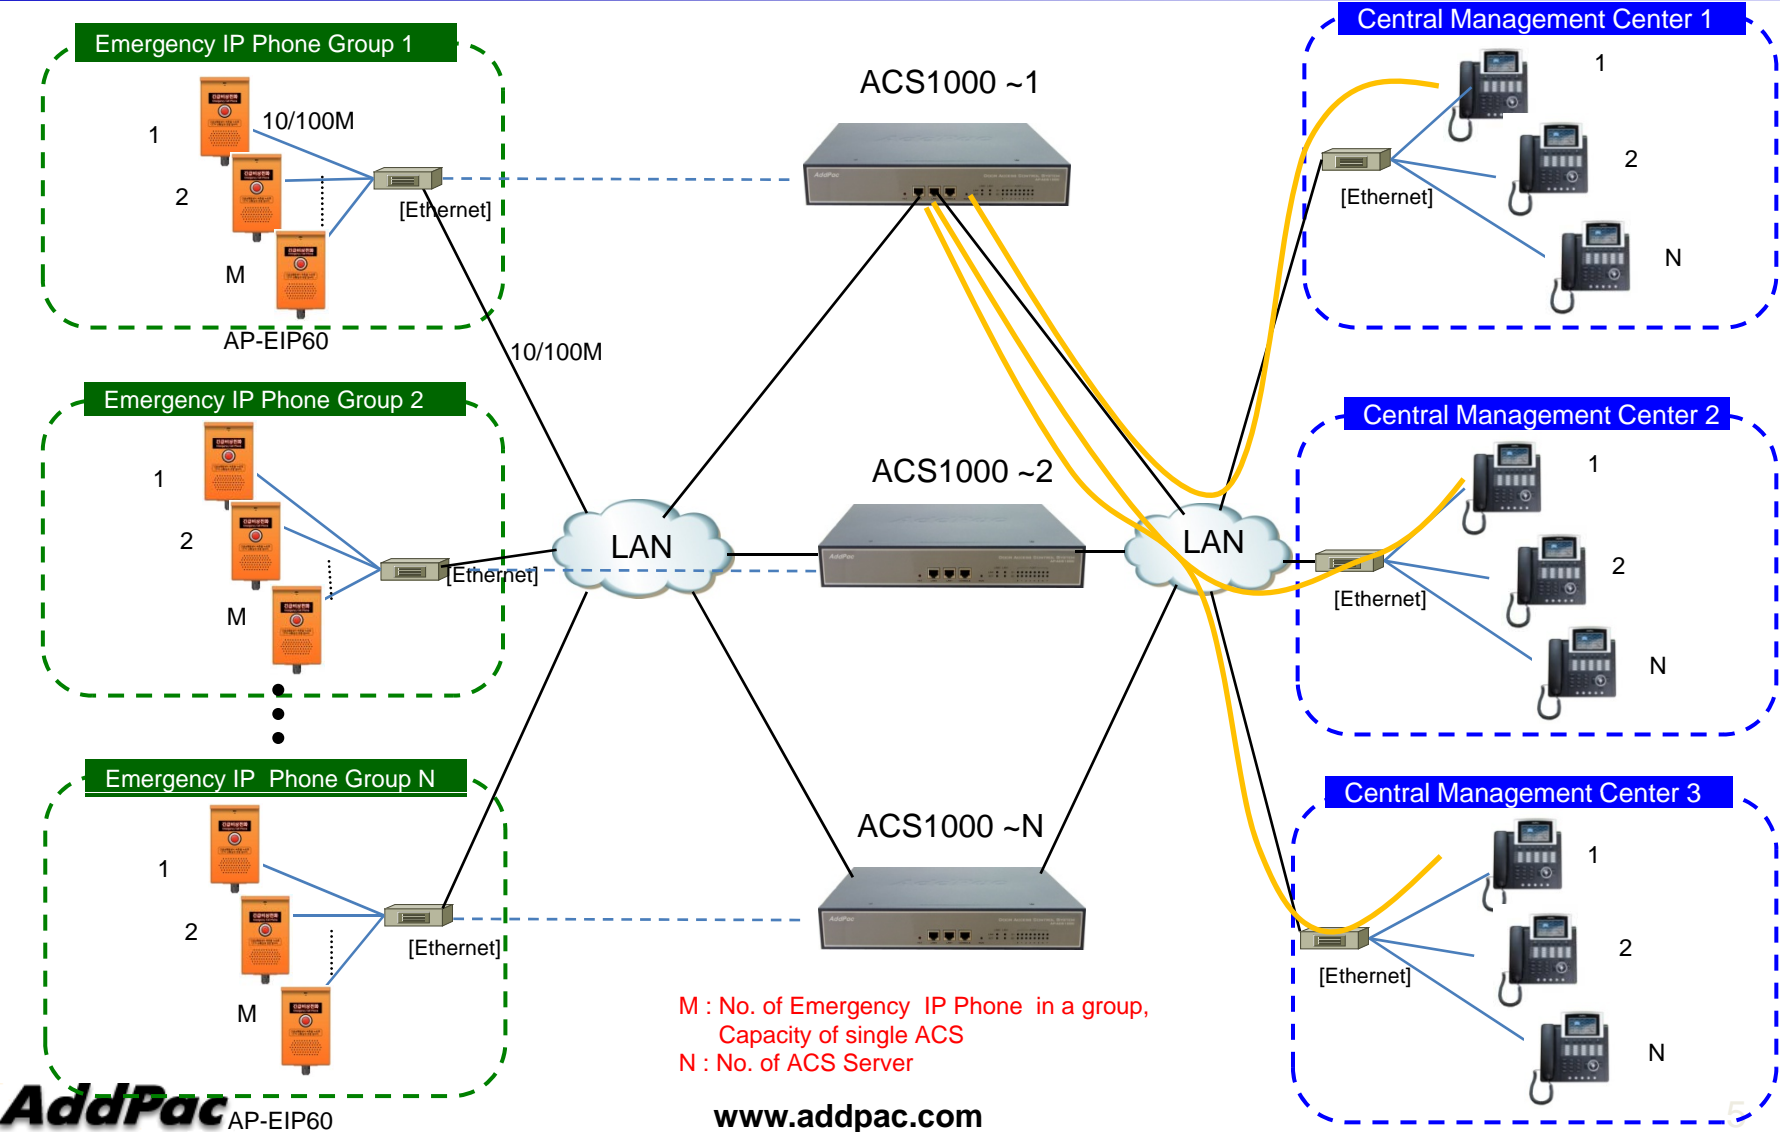 Emergency IP Phone Group 1
1
10/100M
2
[Ethernet]
M
AP-EIP60
10/100M
Emergency IP Phone Group 2
1
2
[Ethernet]
M
Emergency IP  Phone Group N
1
2
[Ethernet]
M
AP-EIP60
LAN
ACS1000 ~1
AddPac
ACS1000 ~2
AddPac
ACS1000 ~N
AddPac
LAN
Central Management Center 1
1
2
[Ethernet]
N
Central Management Center 2
1
2
[Ethernet]
N
Central Management Center 3
1
2
[Ethernet]
N
M : No. of Emergency  IP Phone  in a group,
Capacity of single ACS
N : No. of ACS Server
AddPac
www.addpac.com
5